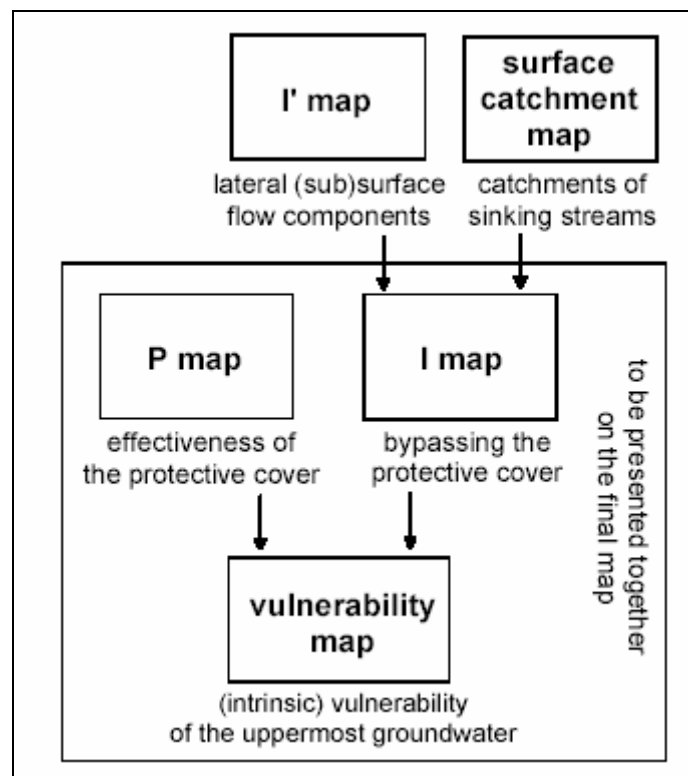 I' map
lateral (sub)surface
flow components
surface
catchment
map
catchments of
sinking streams
P map
effectiveness of
the protective cover
I map
bypassing the
protective cover
to be presented together
on the final map
vulnerability
map
(intrinsic) vulnerability
of the uppermost groundwater